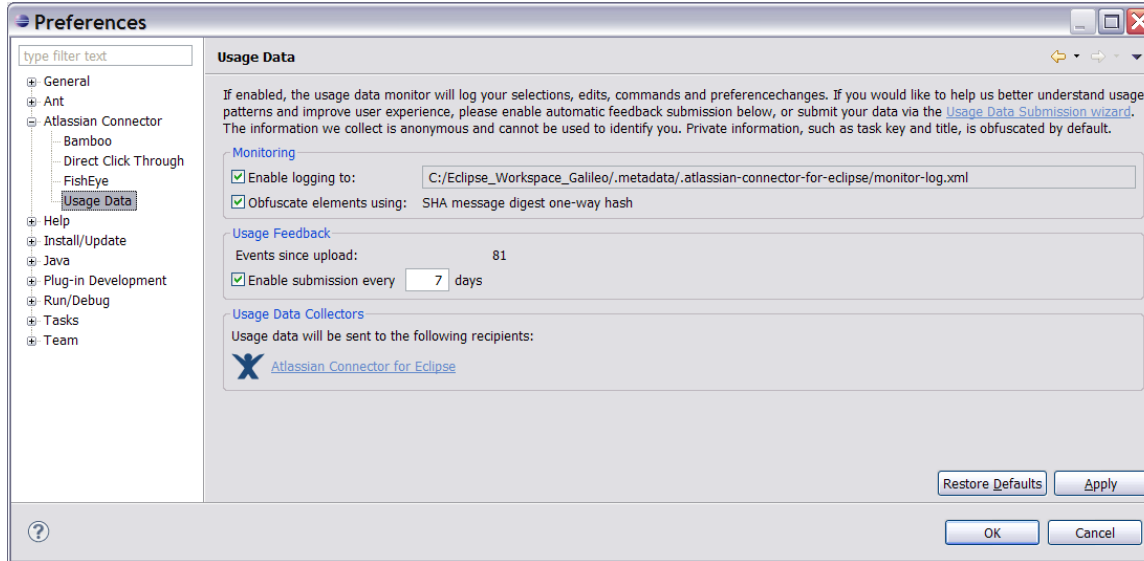 Preferences
type filter text
General
Ant
Atlassian Connector
Bamboo
Direct Click Through
FishEye
Usage Data
Help
Install/Update
Java
Plug-in Development
Run/Debug
Tasks
Team
Usage Data
If enabled, the usage data monitor will log your selections, edits, commands and preferencechanges. If you would like to help us better understand usage
patterns and improve user experience, please enable automatic feedback submission below, or submit your data via the Usage Data Submission wizard.
The information we collect is anonymous and cannot be used to identify you. Private information, such as task key and title, is obfuscated by default.
Monitoring
Enable logging to: C:/Eclipse_Workspace_Galileo/.metadata/.atlassian-connector-for-eclipse/monitor-log.xml
Obfuscate elements using: SHA message digest one-way hash
Usage Feedback
Events since upload: 81
Enable submission every 7 days
Usage Data Collectors
Usage data will be sent to the following recipients:
Atlassian Connector for Eclipse
Restore Defaults Apply
? OK Cancel